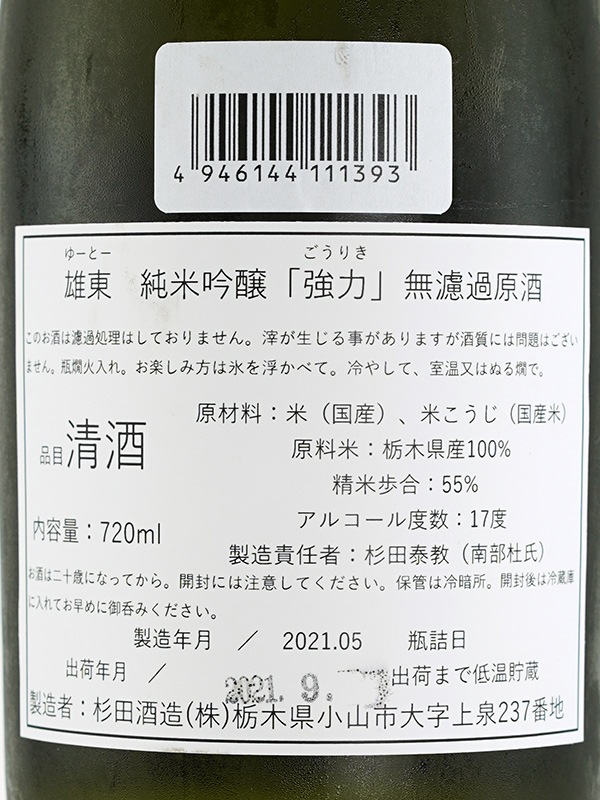 4 946144 111393
ゆーとー ごうりき
雄東 純米吟醸「強力」無濾過原酒
このお酒は濾過処理はしておりません。滓が生じる事がありますが酒質には問題はござい
ません。瓶燗火入れ。お楽しみ方は氷を浮かべて。冷やして、室温又はぬる燗で。
原材料：米（国産）、米こうじ（国産米）
原料米：栃木県産100%
品目清酒
精米歩合：55%
アルコール度数：17度
内容量：720ml
製造責任者：杉田泰教（南部杜氏）
お酒は二十歳になってから。開封には注意してください。保管は冷暗所。開封後は冷蔵庫
に入れてお早めに御呑みください。
製造年月 ／ 2021.05 瓶詰日
出荷年月 ／ 2021. 9. 出荷まで低温貯蔵
製造者：杉田酒造(株)栃木県小山市大字上泉237番地